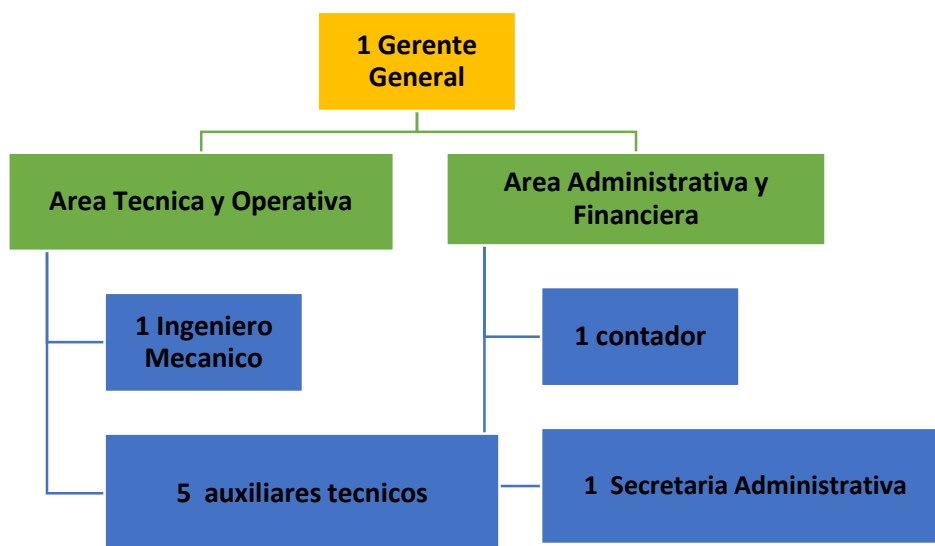 1 Gerente
General
Area Tecnica y Operativa
Area Administrativa y
Financiera
1 Ingeniero
Mecanico
1 contador
5 auxiliares tecnicos
1 Secretaria Administrativa